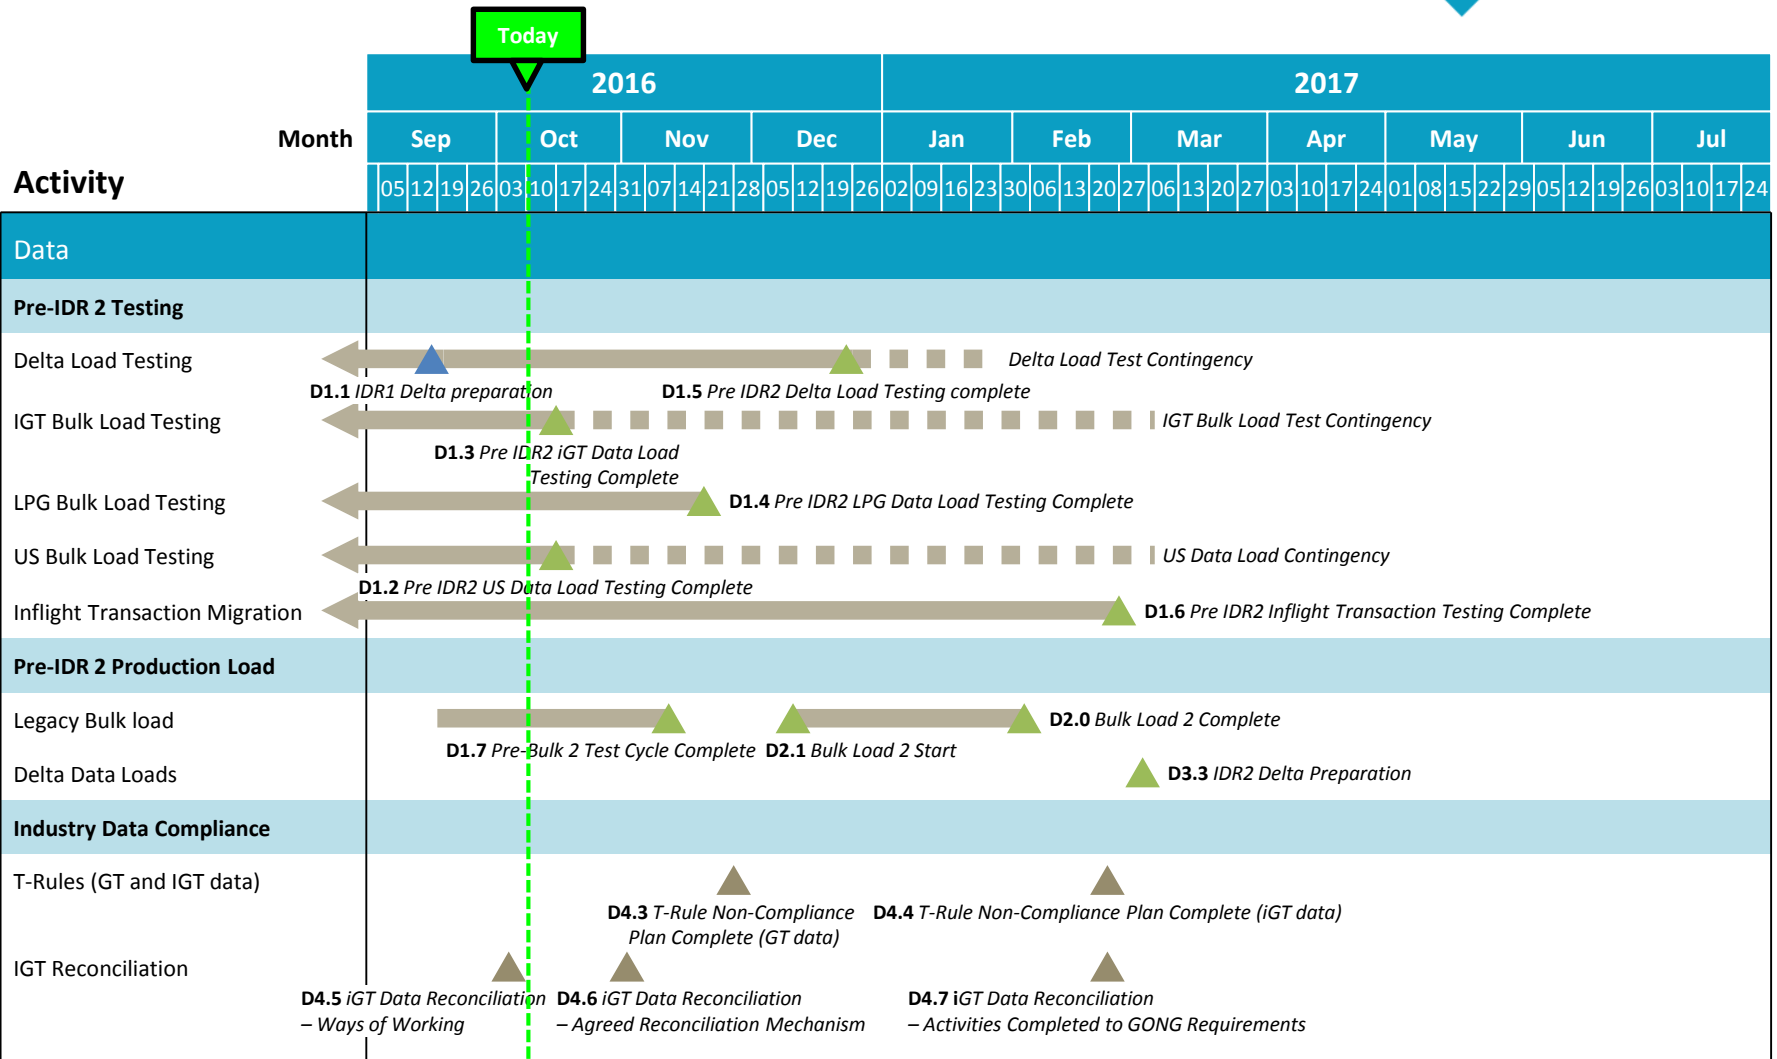 Today
2016 2017
Month Sep Oct Nov Dec Jan Feb Mar Apr May Jun Jul
Activity 05 12 19 26 03 10 17 24 31 07 14 21 28 05 12 19 26 02 09 16 23 30 06 13 20 27 06 13 20 27 03 10 17 24 01 08 15 22 29 05 12 19 26 03 10 17 24
Data
Pre-IDR 2 Testing
Delta Load Testing Delta Load Test Contingency
D1.1 IDR1 Delta preparation D1.5 Pre IDR2 Delta Load Testing complete
IGT Bulk Load Testing IGT Bulk Load Test Contingency
D1.3 Pre IDR2 iGT Data Load
Testing Complete
LPG Bulk Load Testing D1.4 Pre IDR2 LPG Data Load Testing Complete
US Bulk Load Testing US Data Load Contingency
D1.2 Pre IDR2 US Data Load Testing Complete
Inflight Transaction Migration D1.6 Pre IDR2 Inflight Transaction Testing Complete
Pre-IDR 2 Production Load
Legacy Bulk load D2.0 Bulk Load 2 Complete
D1.7 Pre-Bulk 2 Test Cycle Complete D2.1 Bulk Load 2 Start
Delta Data Loads D3.3 IDR2 Delta Preparation
Industry Data Compliance
T-Rules (GT and IGT data)
D4.3 T-Rule Non-Compliance D4.4 T-Rule Non-Compliance Plan Complete (iGT data)
Plan Complete (GT data)
IGT Reconciliation
D4.5 iGT Data Reconciliation D4.6 iGT Data Reconciliation D4.7 iGT Data Reconciliation
– Ways of Working – Agreed Reconciliation Mechanism – Activities Completed to GONG Requirements